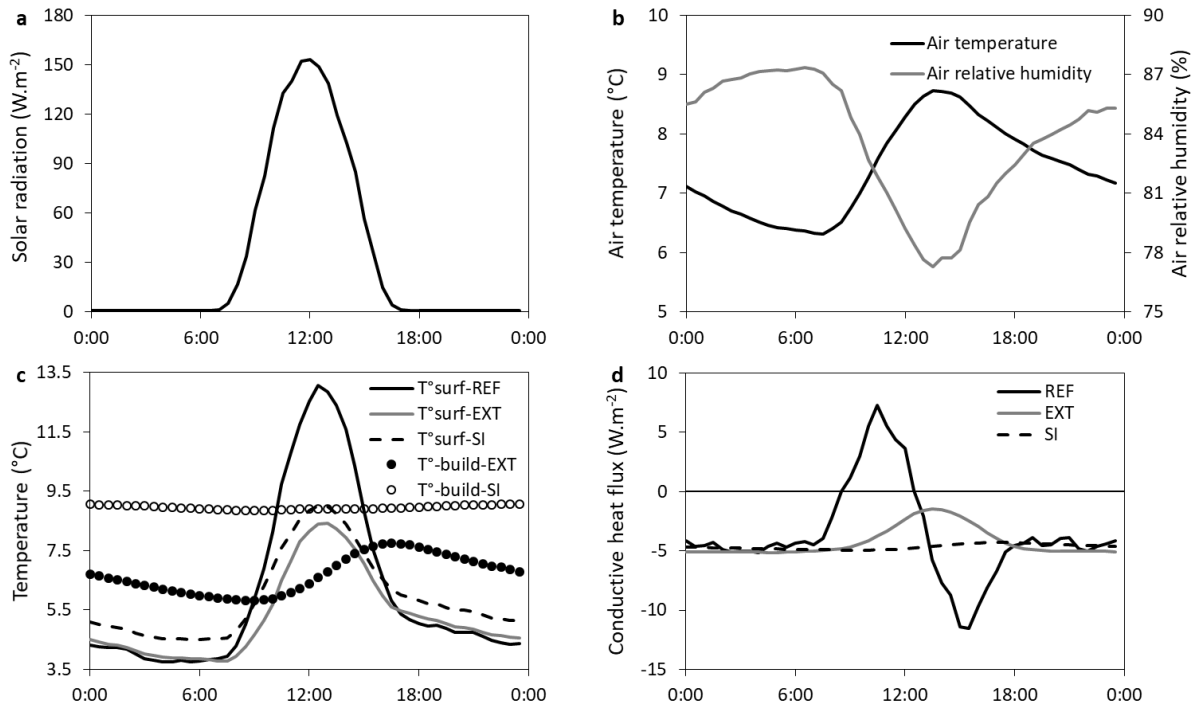 a
180
150
120
90
60
30
0
Solar radiation (W.m-2)
0:00 6:00 12:00 18:00 0:00
b
10
9
8
7
6
5
Air temperature (°C)
Air temperature
Air relative humidity
90
87
84
81
78
75
Air relative humidity (%)
0:00 6:00 12:00 18:00 0:00
c
13.5
11.5
9.5
7.5
5.5
3.5
Temperature (°C)
T°surf-REF
T°surf-EXT
T°surf-SI
T°-build-EXT
T°-build-SI
0:00 6:00 12:00 18:00 0:00
d
10
5
0
-5
-10
-15
Conductive heat flux (W.m-2)
REF
EXT
SI
0:00 6:00 12:00 18:00 0:00